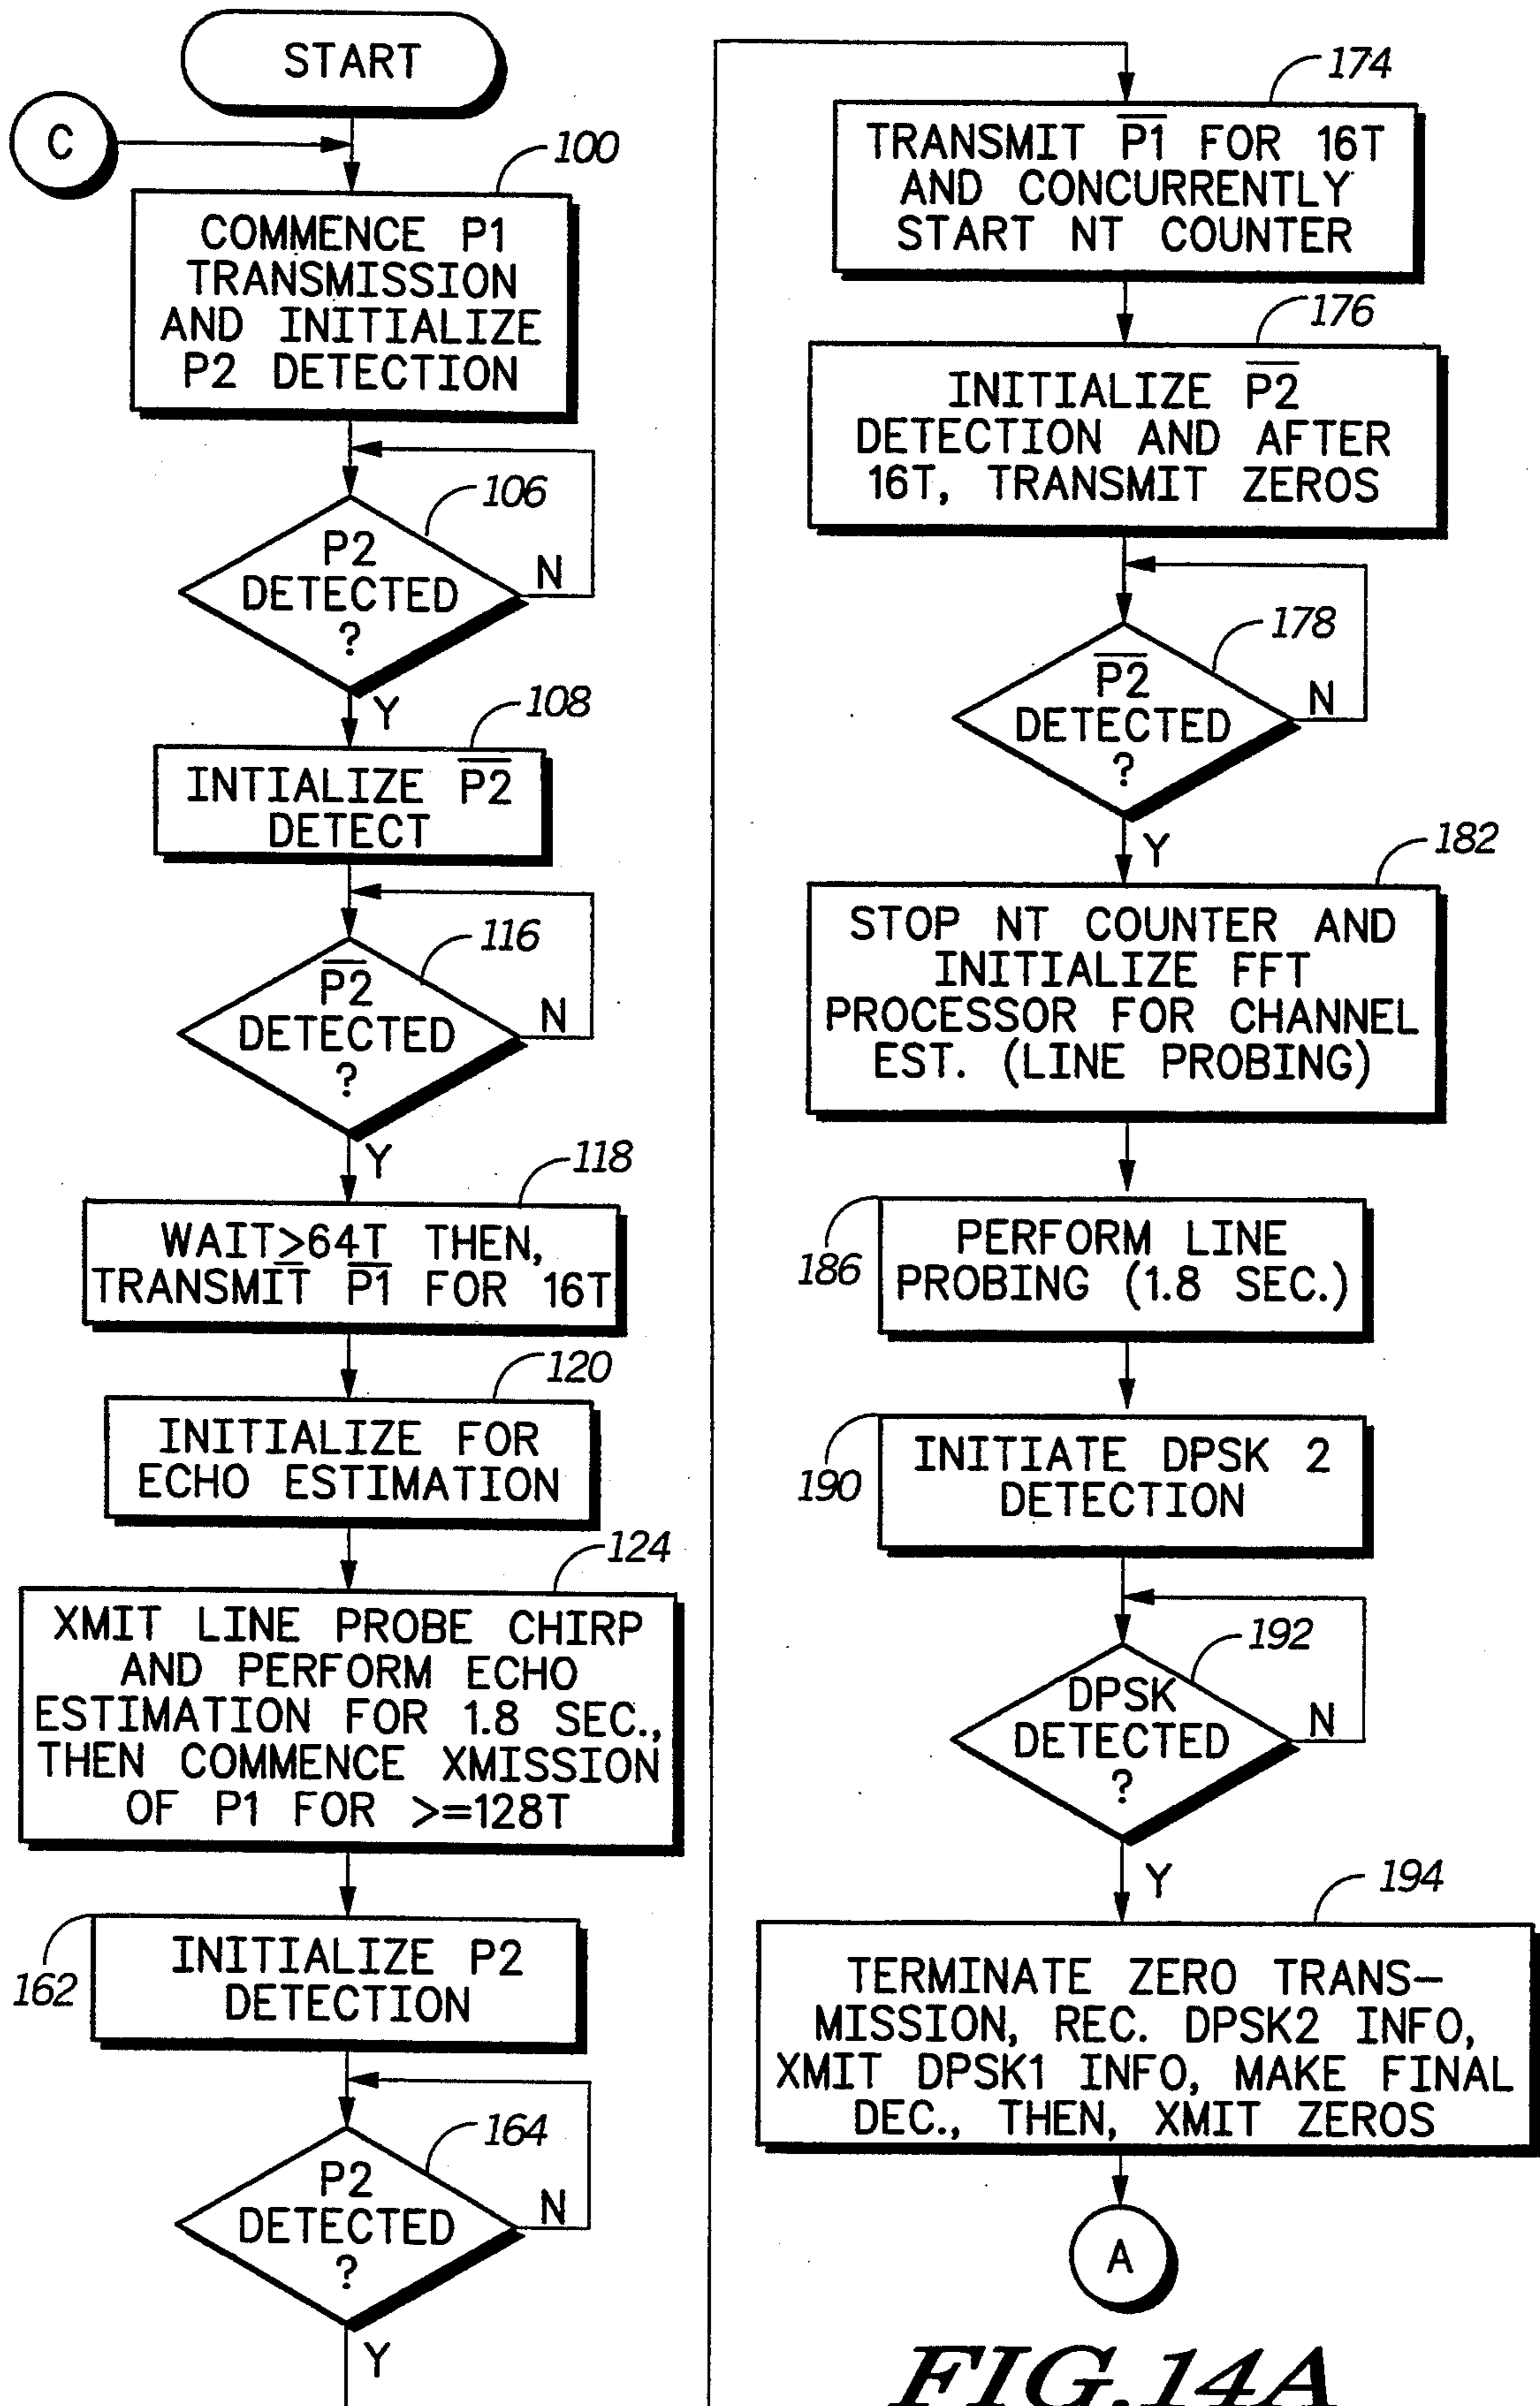 START
C
100
COMMENCE P1
TRANSMISSION
AND INITIALIZE
P2 DETECTION
106
P2
DETECTED
?
N
Y
108
INTIALIZE P̅2̅
DETECT
116
P̅2̅
DETECTED
?
N
Y
118
WAIT≥64T THEN,
TRANSMIT P̅1̅ FOR 16T
120
INITIALIZE FOR
ECHO ESTIMATION
124
XMIT LINE PROBE CHIRP
AND PERFORM ECHO
ESTIMATION FOR 1.8 SEC.,
THEN COMMENCE XMISSION
OF P1 FOR >=128T
162
INITIALIZE P2
DETECTION
164
P2
DETECTED
?
N
Y
174
TRANSMIT P̅1̅ FOR 16T
AND CONCURRENTLY
START NT COUNTER
176
INITIALIZE P̅2̅
DETECTION AND AFTER
16T, TRANSMIT ZEROS
178
P̅2̅
DETECTED
?
N
Y
182
STOP NT COUNTER AND
INITIALIZE FFT
PROCESSOR FOR CHANNEL
EST. (LINE PROBING)
186
PERFORM LINE
PROBING (1.8 SEC.)
190
INITIATE DPSK 2
DETECTION
192
DPSK
DETECTED
?
N
Y
194
TERMINATE ZERO TRANS-
MISSION, REC. DPSK2 INFO,
XMIT DPSK1 INFO, MAKE FINAL
DEC., THEN, XMIT ZEROS
A
FIG.14A